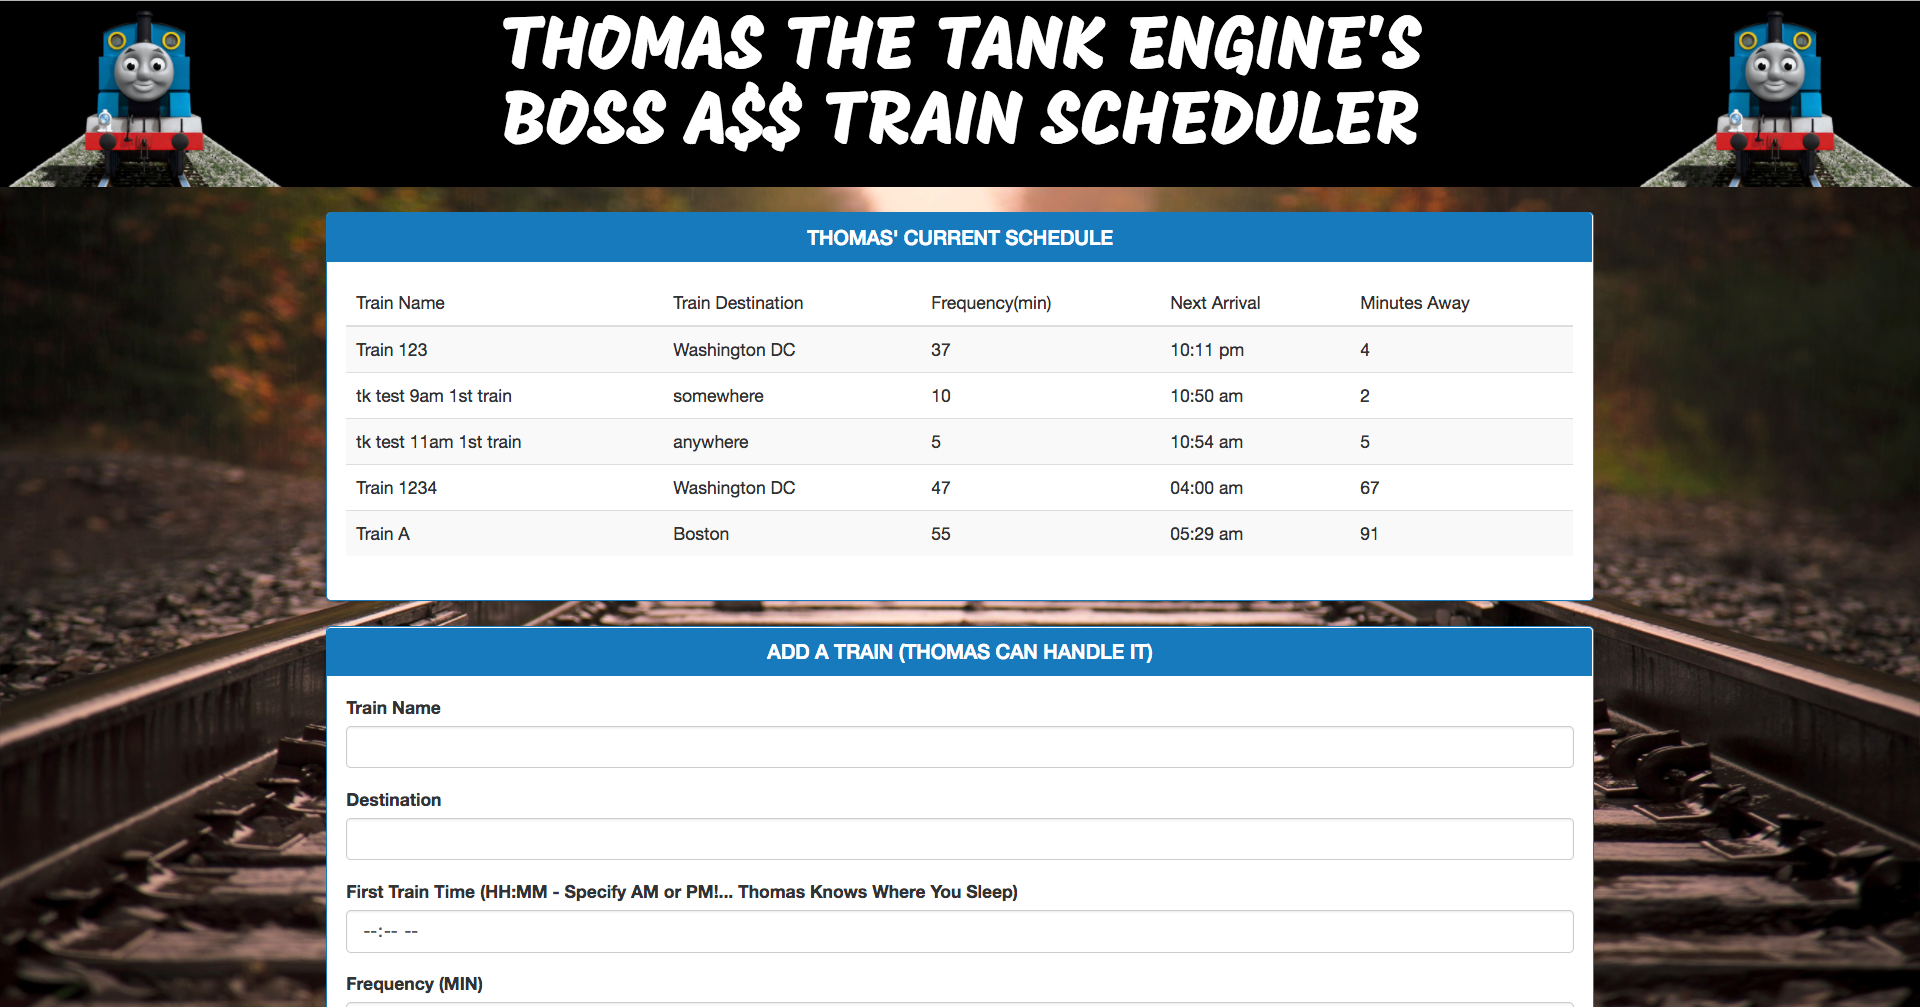 THOMAS THE TANK ENGINE'S
BOSS A$$ TRAIN SCHEDULER
THOMAS' CURRENT SCHEDULE
Train Name Train Destination Frequency(min) Next Arrival Minutes Away
Train 123 Washington DC 37 10:11 pm 4
tk test 9am 1st train somewhere 10 10:50 am 2
tk test 11am 1st train anywhere 5 10:54 am 5
Train 1234 Washington DC 47 04:00 am 67
Train A Boston 55 05:29 am 91
ADD A TRAIN (THOMAS CAN HANDLE IT)
Train Name
Destination
First Train Time (HH:MM - Specify AM or PM!... Thomas Knows Where You Sleep)
--:-- --
Frequency (MIN)